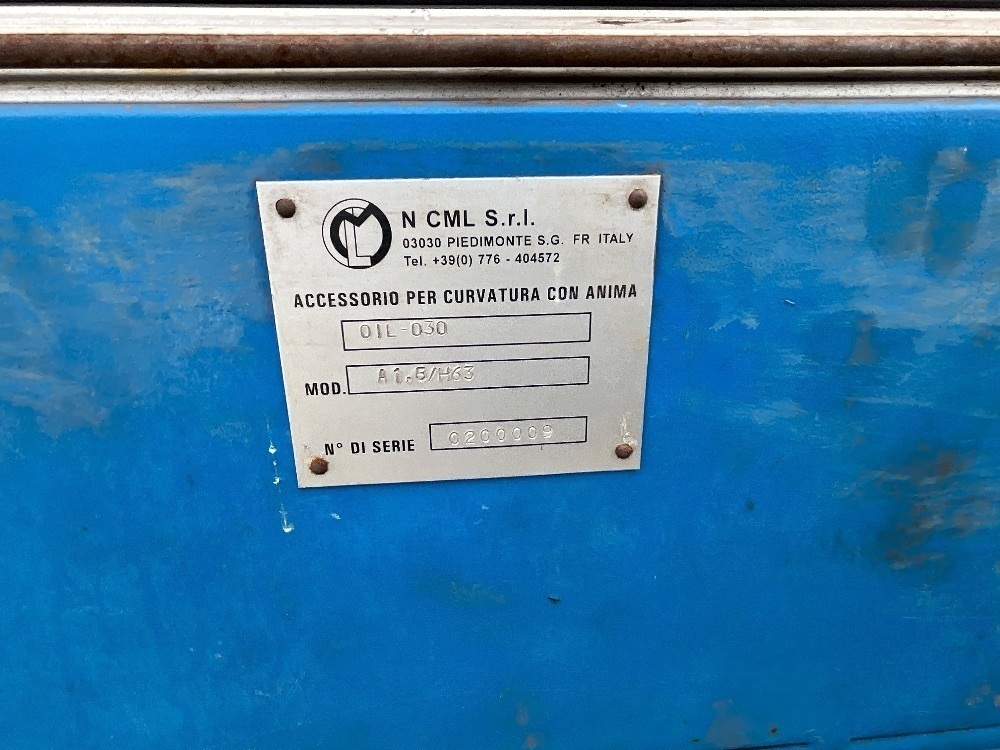 N CML S.r.l.
03030 PIEDIMONTE S.G. FR ITALY
Tel. +39(0) 776 - 404572
ACCESSORIO PER CURVATURA CON ANIMA
OIL-030
MOD. A1.5/H63
N° DI SERIE 0200009